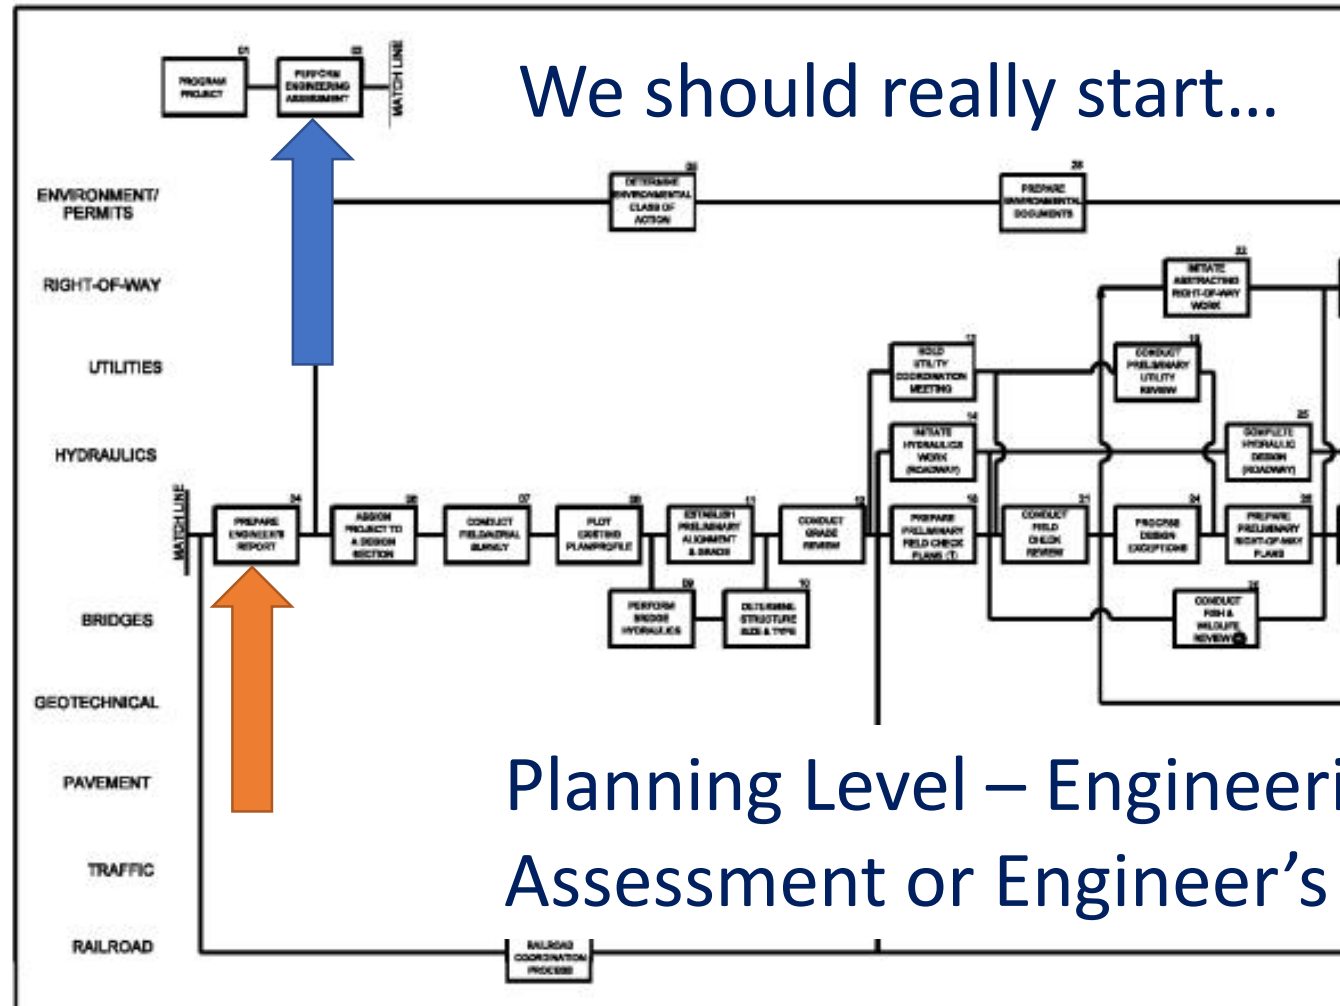 PROGRAM
PROJECT
PERFORM
ENGINEERING
ASSESSMENT
MATCH LINE
We should really start...
ENVIRONMENT/
PERMITS
DETERMINE
ENVIRONMENTAL
CLASS OF
ACTION
PREPARE
ENVIRONMENTAL
DOCUMENTS
RIGHT-OF-WAY
INITIATE
ABSTRACTING
RIGHT-OF-WAY
WORK
UTILITIES
HOLD
UTILITY
COORDINATION
MEETING
CONDUCT
PRELIMINARY
UTILITY
REVIEW
HYDRAULICS
INITIATE
HYDRAULICS
WORK
(ROADWAY)
COMPLETE
HYDRAULIC
DESIGN
(ROADWAY)
MATCH LINE
PREPARE
ENGINEER'S
REPORT
ASSIGN
PROJECT TO
A DESIGN
SECTION
CONDUCT
FIELD/AERIAL
SURVEY
PLOT
EXISTING
PLAN/PROFILE
11
ESTABLISH
PRELIMINARY
ALIGNMENT
& GRADE
CONDUCT
GRADE
REVIEW
PREPARE
PRELIMINARY
FIELD CHECK
PLANS (1)
CONDUCT
FIELD
CHECK
REVIEW
PROCESS
DESIGN
EXCEPTIONS
PREPARE
PRELIMINARY
RIGHT-OF-WAY
PLANS
BRIDGES
PERFORM
BRIDGE
HYDRAULICS
10
DETERMINE
STRUCTURE
SIZE & TYPE
CONDUCT
FISH &
WILDLIFE
REVIEW
GEOTECHNICAL
PAVEMENT
Planning Level – Engineeri
TRAFFIC
Assessment or Engineer's
RAILROAD
RAILROAD
COORDINATION
PROCESS